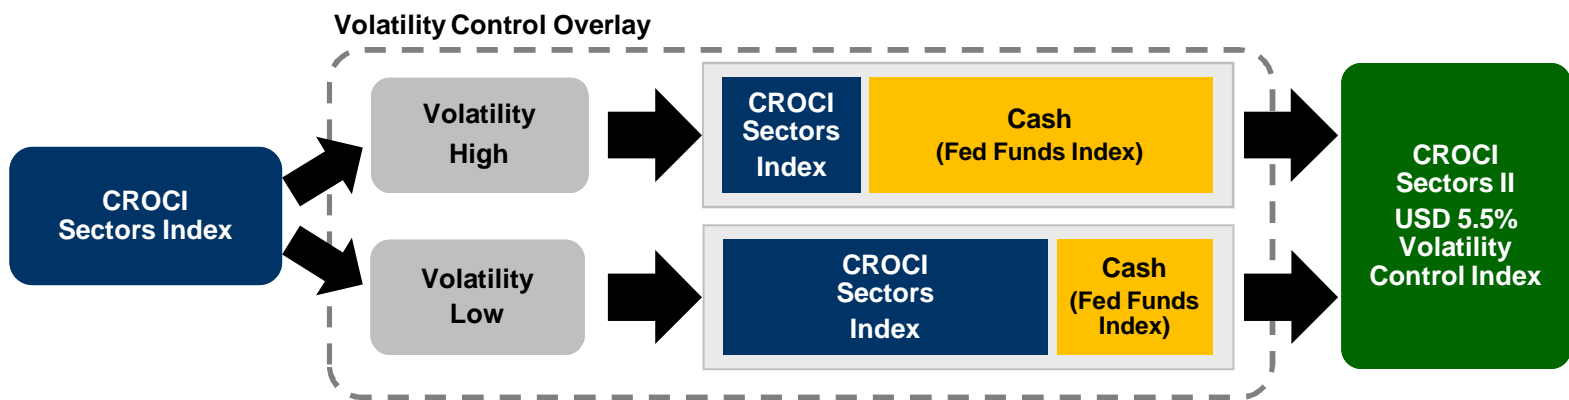 Volatility Control Overlay
CROCI
Sectors Index
Volatility
High
CROCI
Sectors
Index
Cash
(Fed Funds Index)
Volatility
Low
CROCI
Sectors
Index
Cash
(Fed Funds
Index)
CROCI
Sectors II
USD 5.5%
Volatility
Control Index